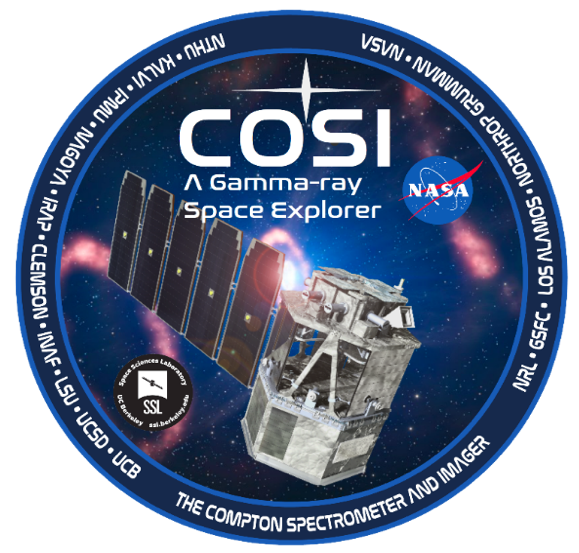 COSI
A Gamma-ray
Space Explorer
NASA
Space Sciences Laboratory
SSL
UC Berkeley ssl.berkeley.edu
NTHU • KALVI • IPMU • NAGOYA • IRAP • CLEMSON • INAF • LSU • UCSD • UCB
THE COMPTON SPECTROMETER AND IMAGER
NRL • GSFC • LOS ALAMOS • NORTHROP GRUMMAN • NASA